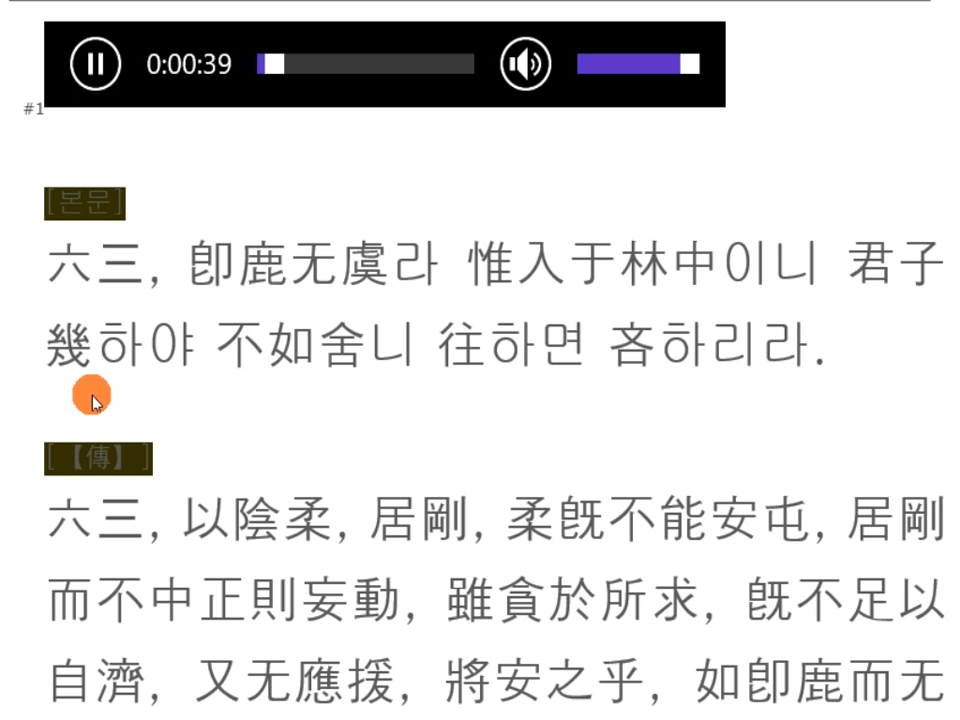 0:00:39
#1
[본문]
六三, 卽鹿无虞라 惟入于林中이니 君子
幾하야 不如舍니 往하면 吝하리라.
[【傳】]
六三, 以陰柔, 居剛, 柔旣不能安屯, 居剛
而不中正則妄動, 雖貪於所求, 旣不足以
自濟, 又无應援, 將安之乎, 如卽鹿而无